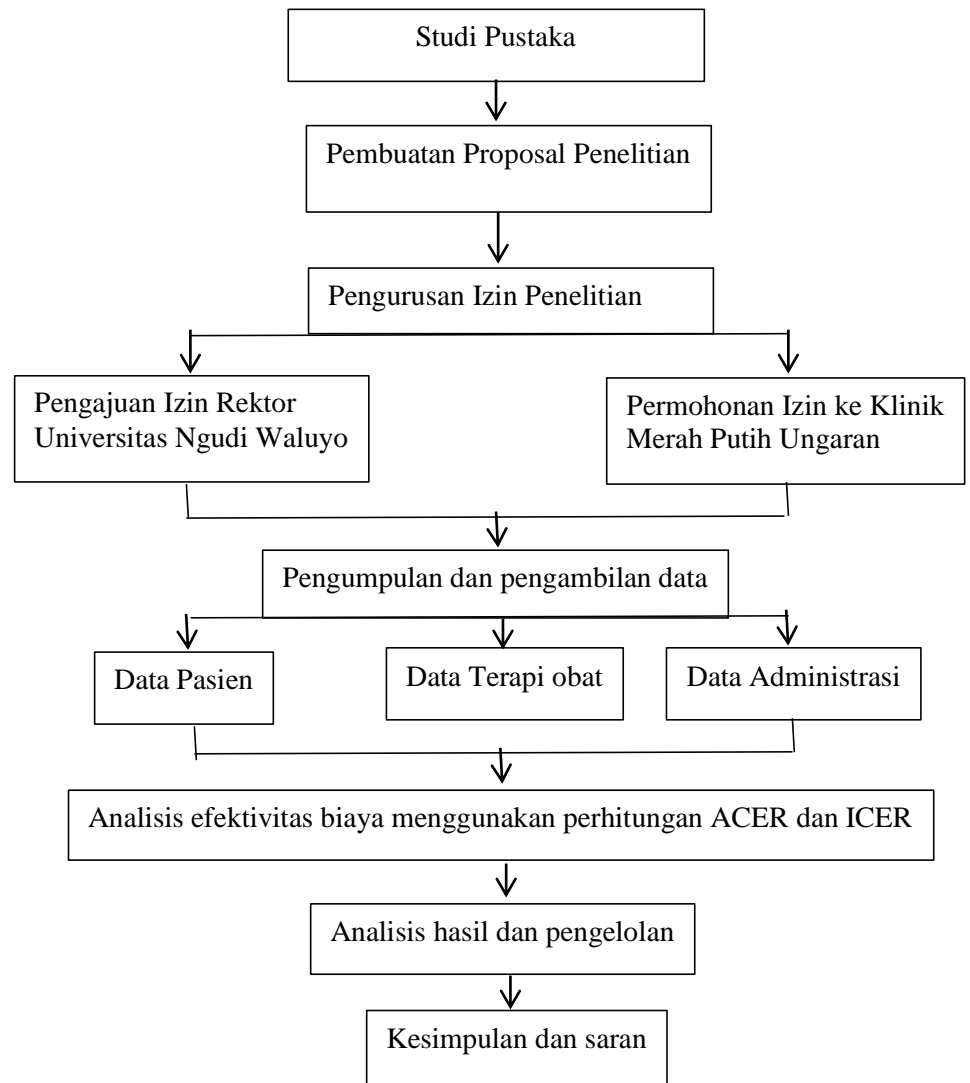 Studi Pustaka
Pembuatan Proposal Penelitian
Pengurusan Izin Penelitian
Pengajuan Izin Rektor
Universitas Ngudi Waluyo
Permohonan Izin ke Klinik
Merah Putih Ungaran
Pengumpulan dan pengambilan data
Data Pasien
Data Terapi obat
Data Administrasi
Analisis efektivitas biaya menggunakan perhitungan ACER dan ICER
Analisis hasil dan pengelolan
Kesimpulan dan saran